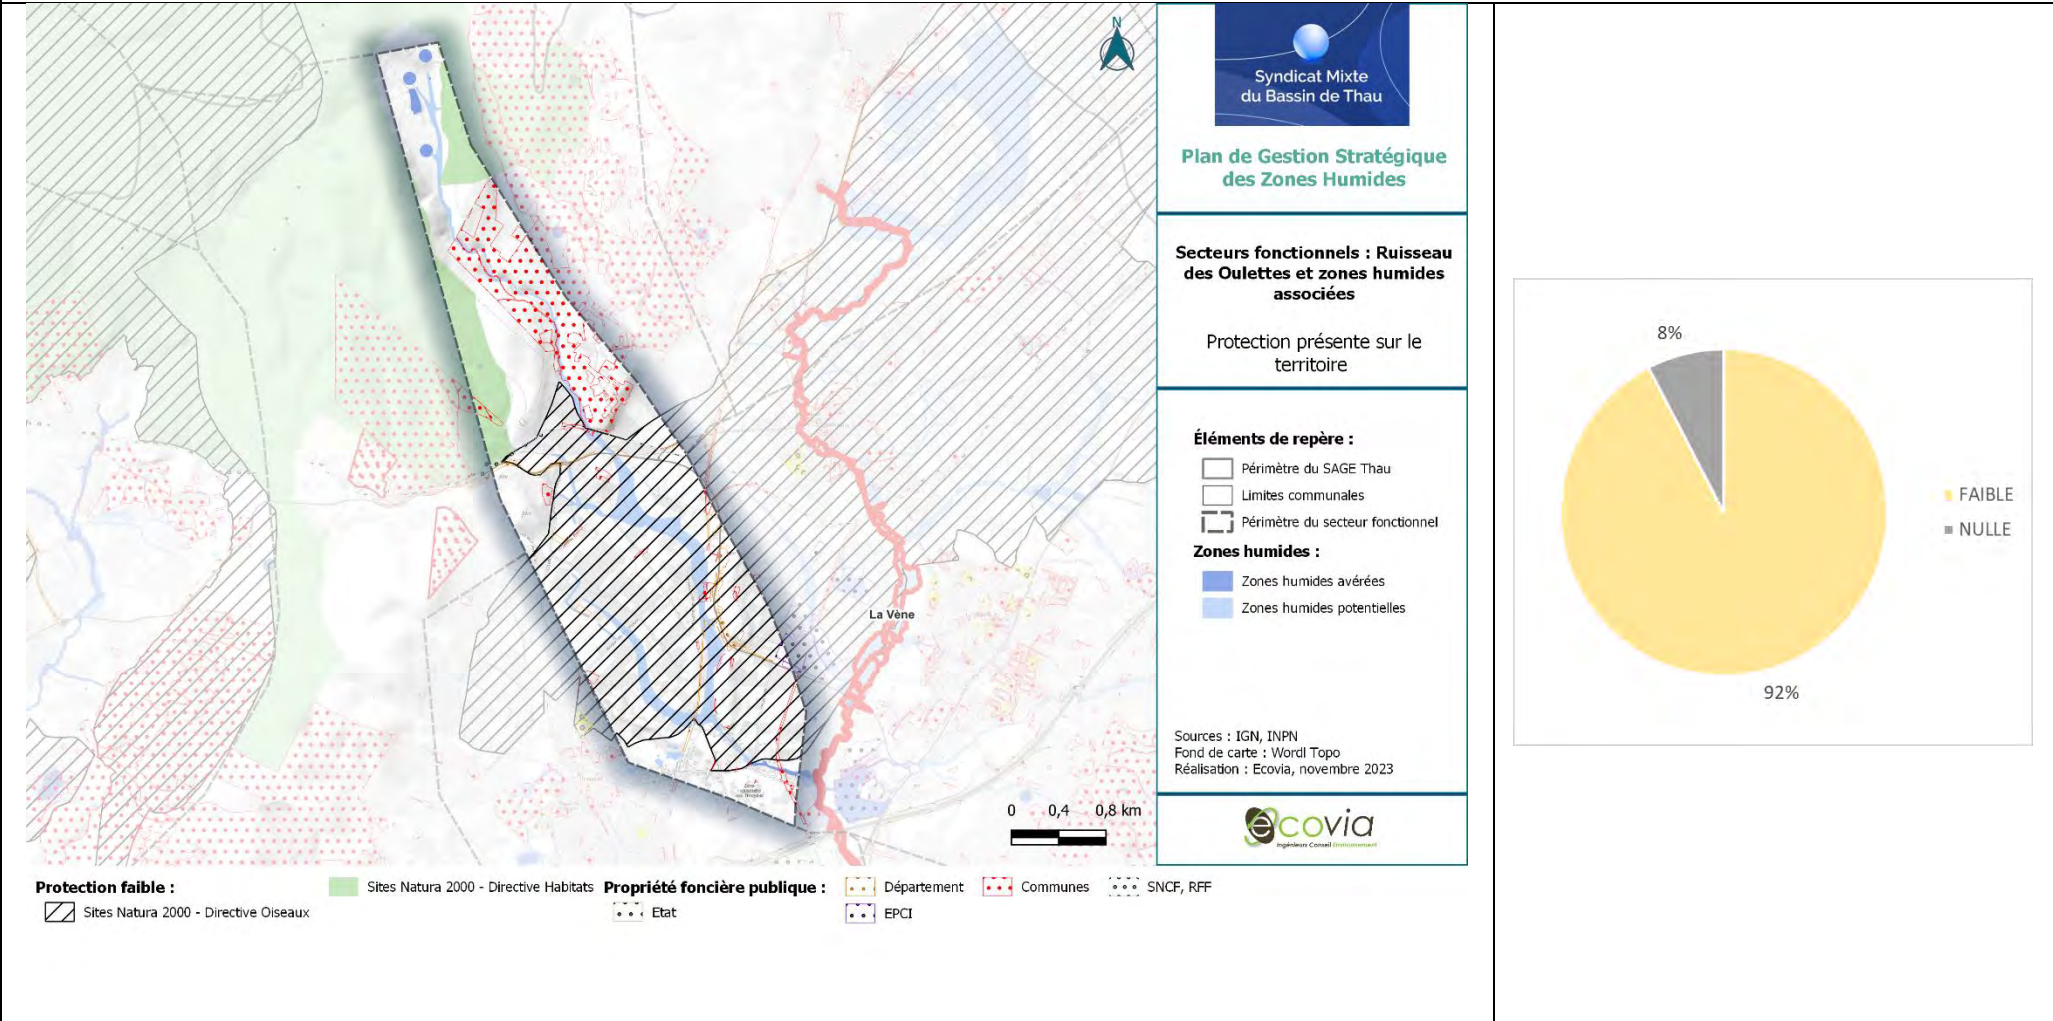 N
La Vène
0 0,4 0,8 km
Syndicat Mixte
du Bassin de Thau
Plan de Gestion Stratégique
des Zones Humides
Secteurs fonctionnels : Ruisseau
des Oulettes et zones humides
associées
Protection présente sur le
territoire
Éléments de repère :
Périmètre du SAGE Thau
Limites communales
Périmètre du secteur fonctionnel
Zones humides :
Zones humides avérées
Zones humides potentielles
Sources : IGN, INPN
Fond de carte : Wordl Topo
Réalisation : Ecovia, novembre 2023
ecovia
Ingénieurs Conseil Environnement
Protection faible :
Sites Natura 2000 - Directive Oiseaux
Sites Natura 2000 - Directive Habitats
Propriété foncière publique :
Etat
Département
EPCI
Communes
SNCF, RFF
8%
92%
FAIBLE
NULLE